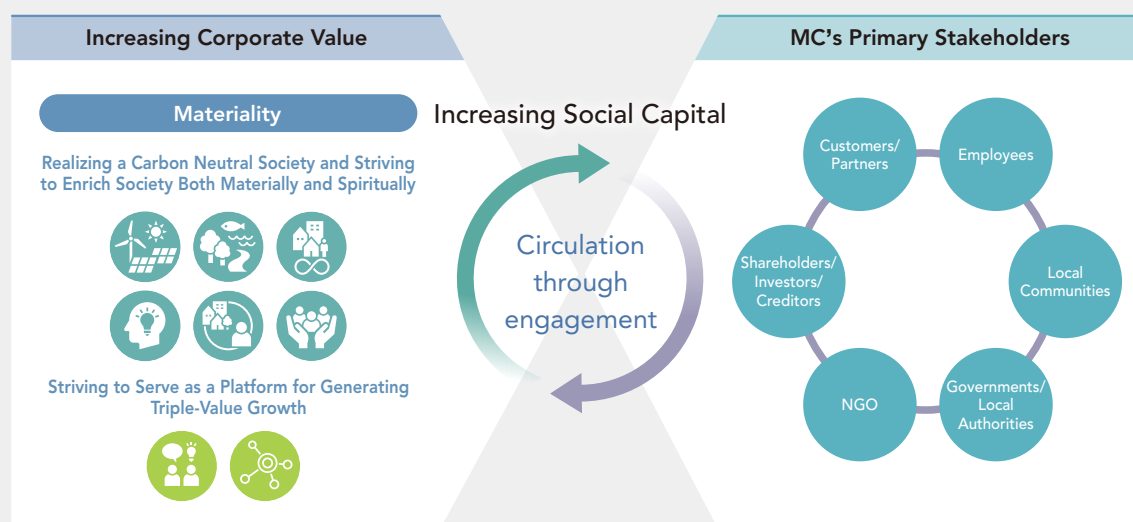 Increasing Corporate Value
Materiality
Realizing a Carbon Neutral Society and Striving
to Enrich Society Both Materially and Spiritually
Striving to Serve as a Platform for Generating
Triple-Value Growth
Increasing Social Capital
Circulation
through
engagement
MC's Primary Stakeholders
Customers/
Partners
Employees
Shareholders/
Investors/
Creditors
Local
Communities
NGO
Governments/
Local
Authorities